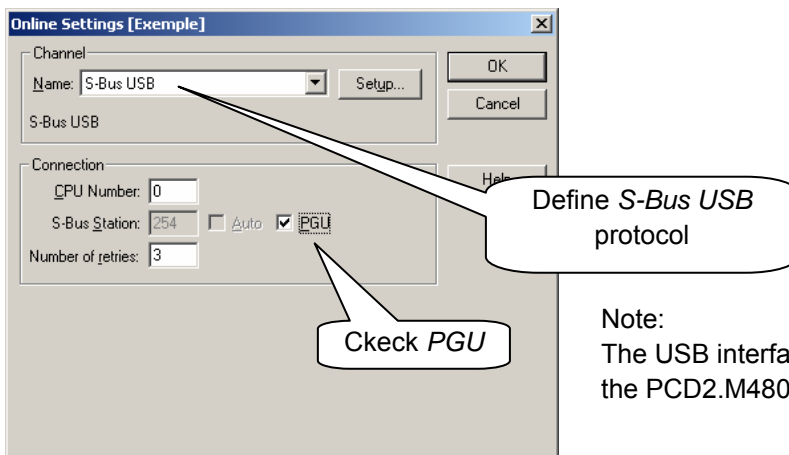 Online Settings [Exemple]
Channel
Name: S-Bus USB
Setup...
S-Bus USB
OK
Cancel
Connection
CPU Number: 0
S-Bus Station: 254 Auto PGU
Number of retries: 3
Define S-Bus USB
protocol
Ckeck PGU
Note:
The USB
the PCD2.M480